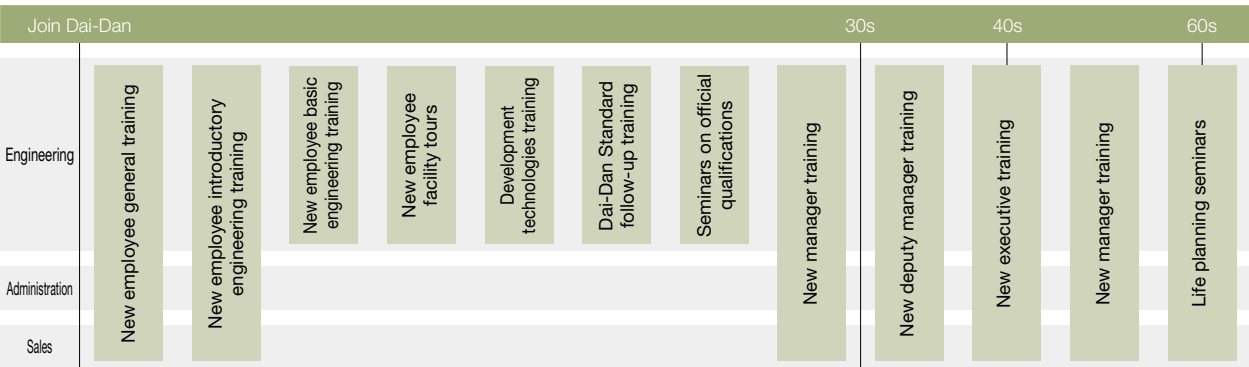 Join Dai-Dan
30s
40s
60s
Engineering
Administration
Sales
New employee general training
New employee introductory
engineering training
New employee basic
engineering training
New employee
facility tours
Development
technologies training
Dai-Dan Standard
follow-up training
Seminars on official
qualifications
New manager training
New deputy manager training
New executive training
New manager training
Life planning seminars